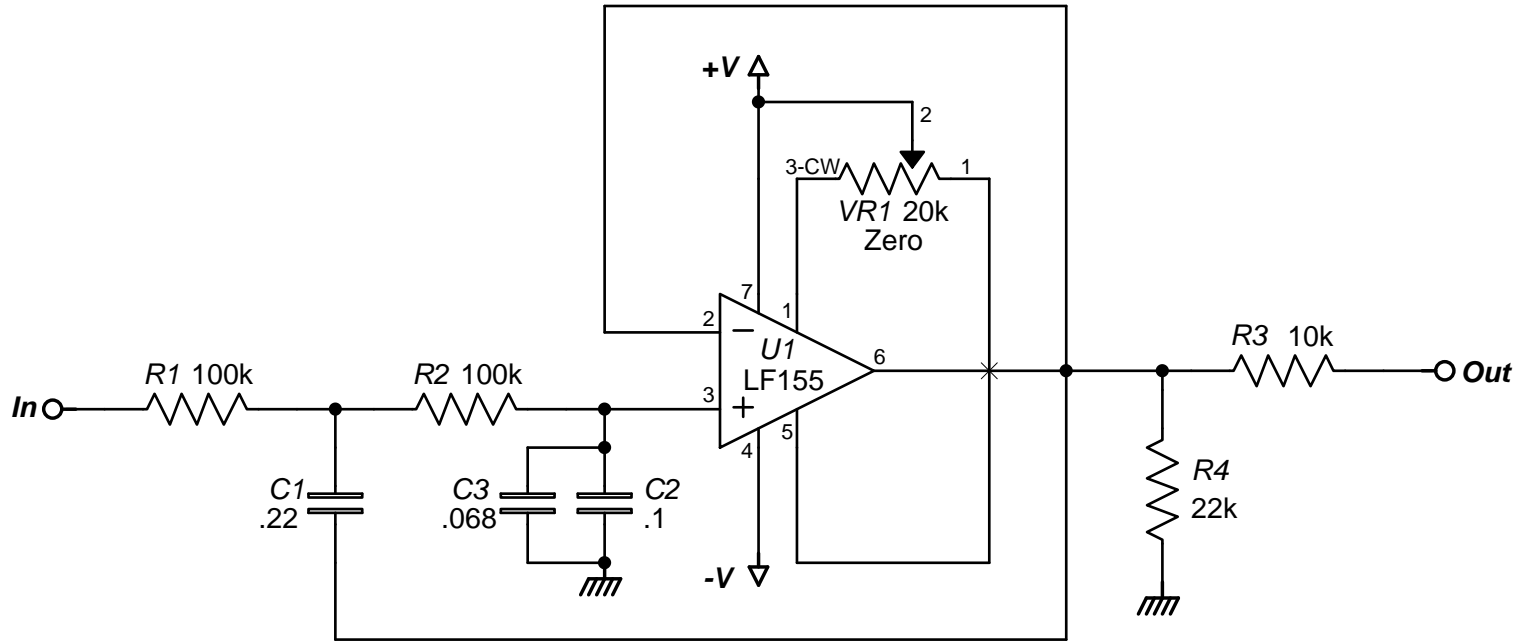 +V
2
3-CW
1
VR1 20k
Zero
7
1
2
−
U1
6
LF155
3
+
5
4
R1 100k
R2 100k
In
R3 10k
Out
C1
.22
C3
.068
C2
.1
R4
22k
-V